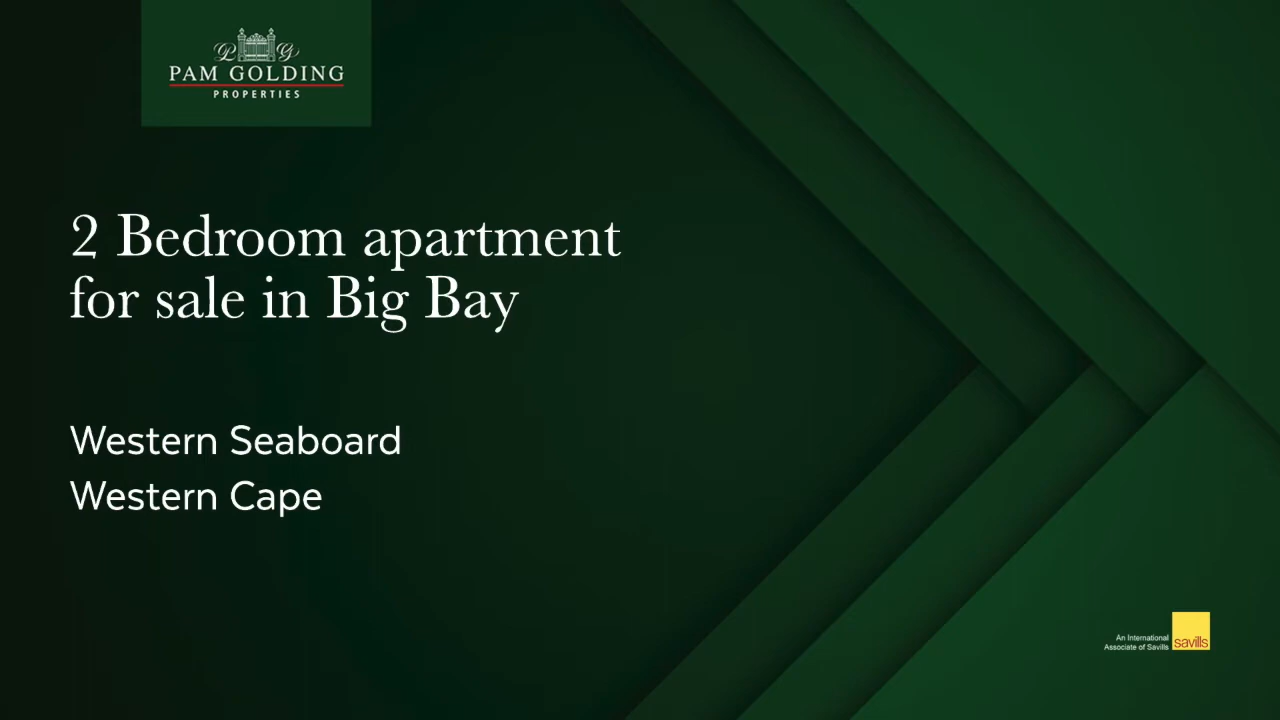 P G
PAM GOLDING
PROPERTIES
2 Bedroom apartment
for sale in Big Bay
Western Seaboard
Western Cape
An International
Associate of Savills
savills